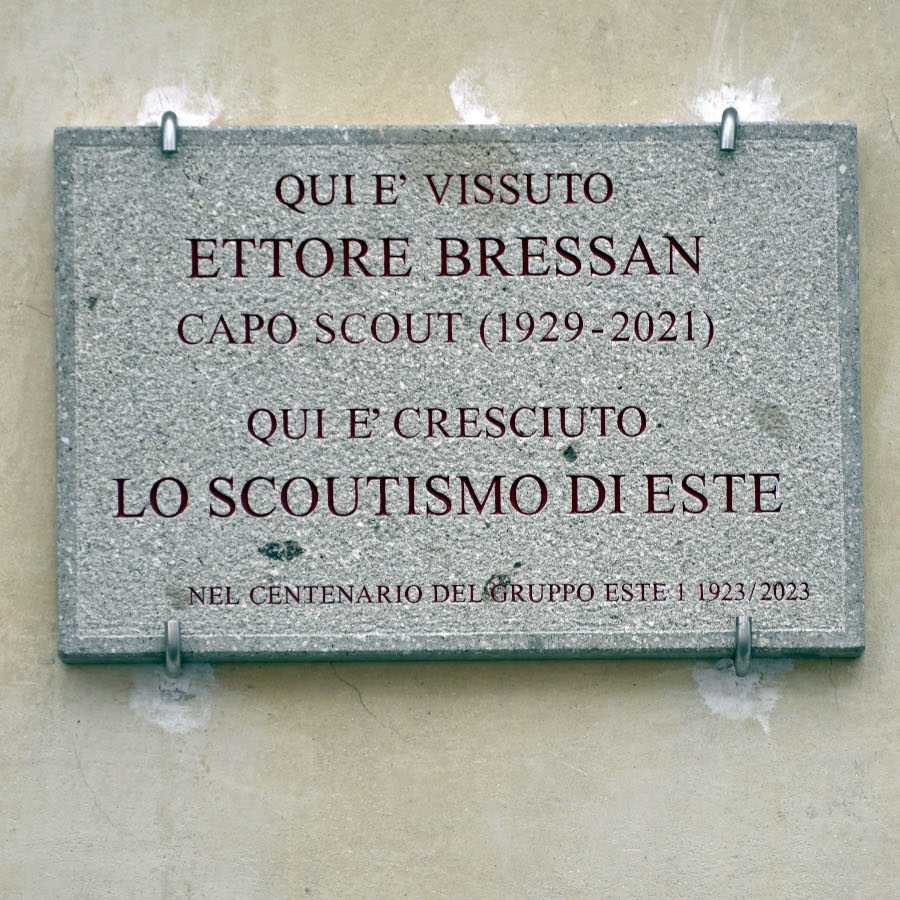 QUI E' VISSUTO
ETTORE BRESSAN
CAPO SCOUT (1929-2021)
QUI E' CRESCIUTO
LO SCOUTISMO DI ESTE
NEL CENTENARIO DEL GRUPPO ESTE 1 1923/2023